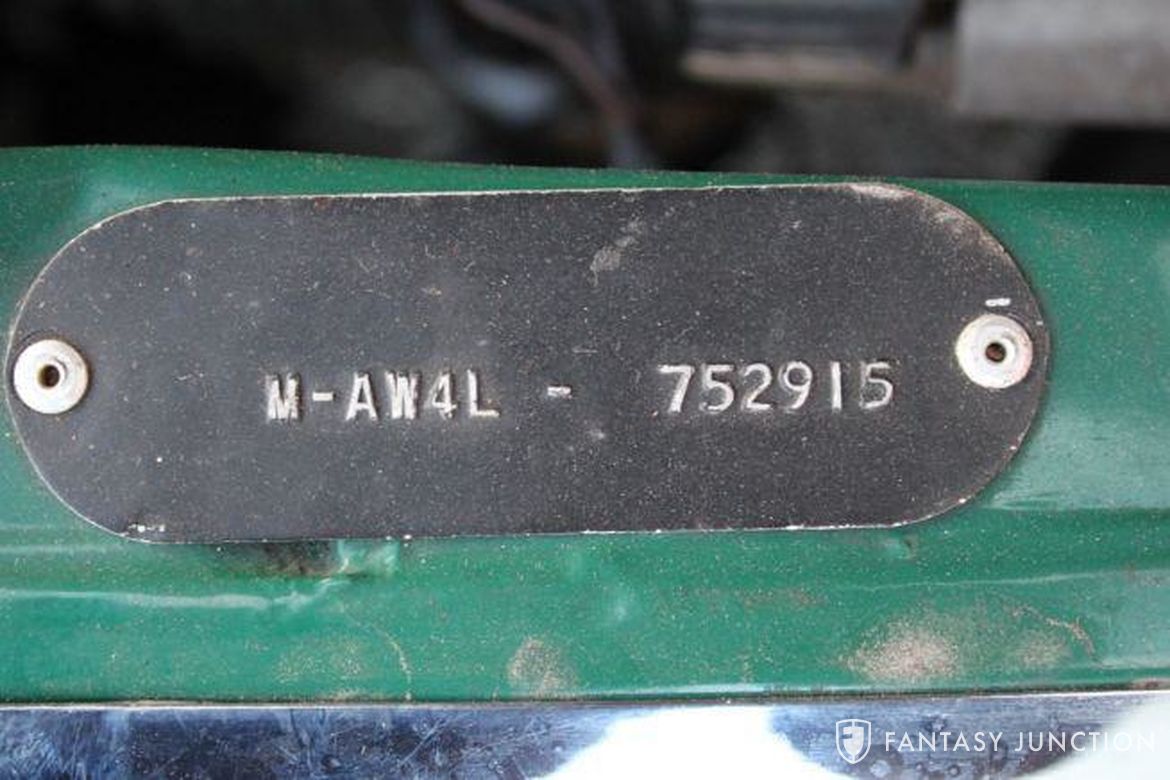 M-AW4L - 752915
FANTASY JUNCTION